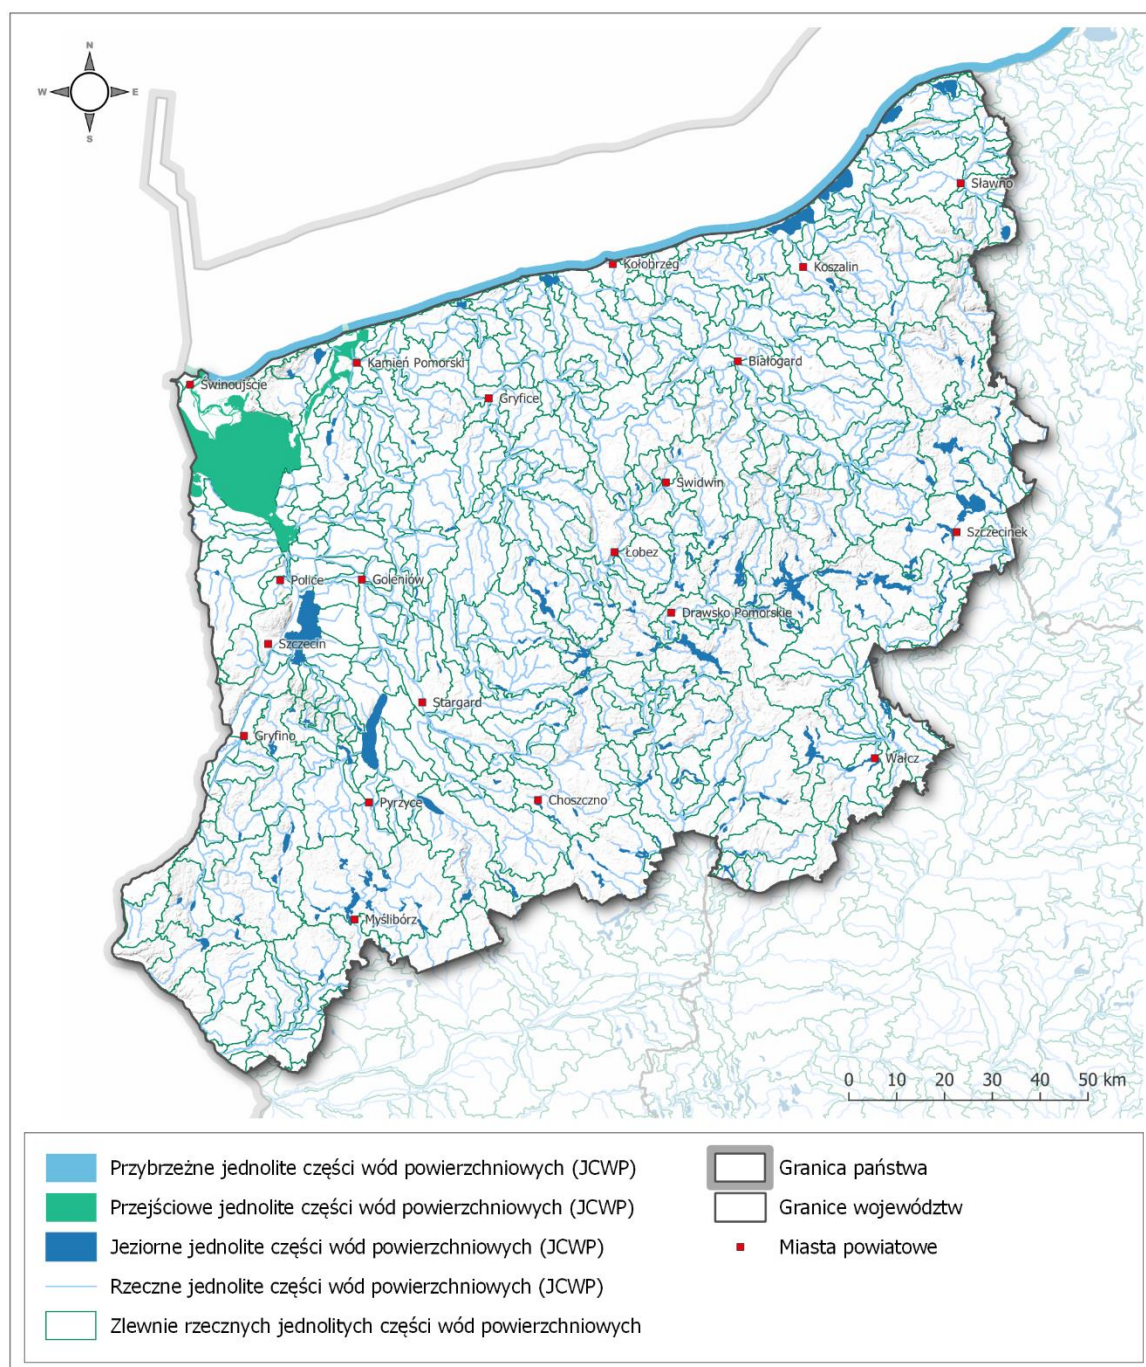 N
W E
S
Sławno
Kołobrzeg
Koszalin
Kamień Pomorski
Białogard
Świnoujście
Gryfice
Świdwin
Szczecinek
Łobez
Police
Goleniów
Drawsko Pomorskie
Szczecin
Stargard
Gryfino
Wałcz
Pyrzyce
Choszczno
Myślibórz
0 10 20 30 40 50 km
Przybrzeżne jednolite części wód powierzchniowych (JCWP)
Przejściowe jednolite części wód powierzchniowych (JCWP)
Jeziorne jednolite części wód powierzchniowych (JCWP)
Rzeczne jednolite części wód powierzchniowych (JCWP)
Zlewnie rzecznych jednolitych części wód powierzchniowych
Granica państwa
Granice województw
Miasta powiatowe